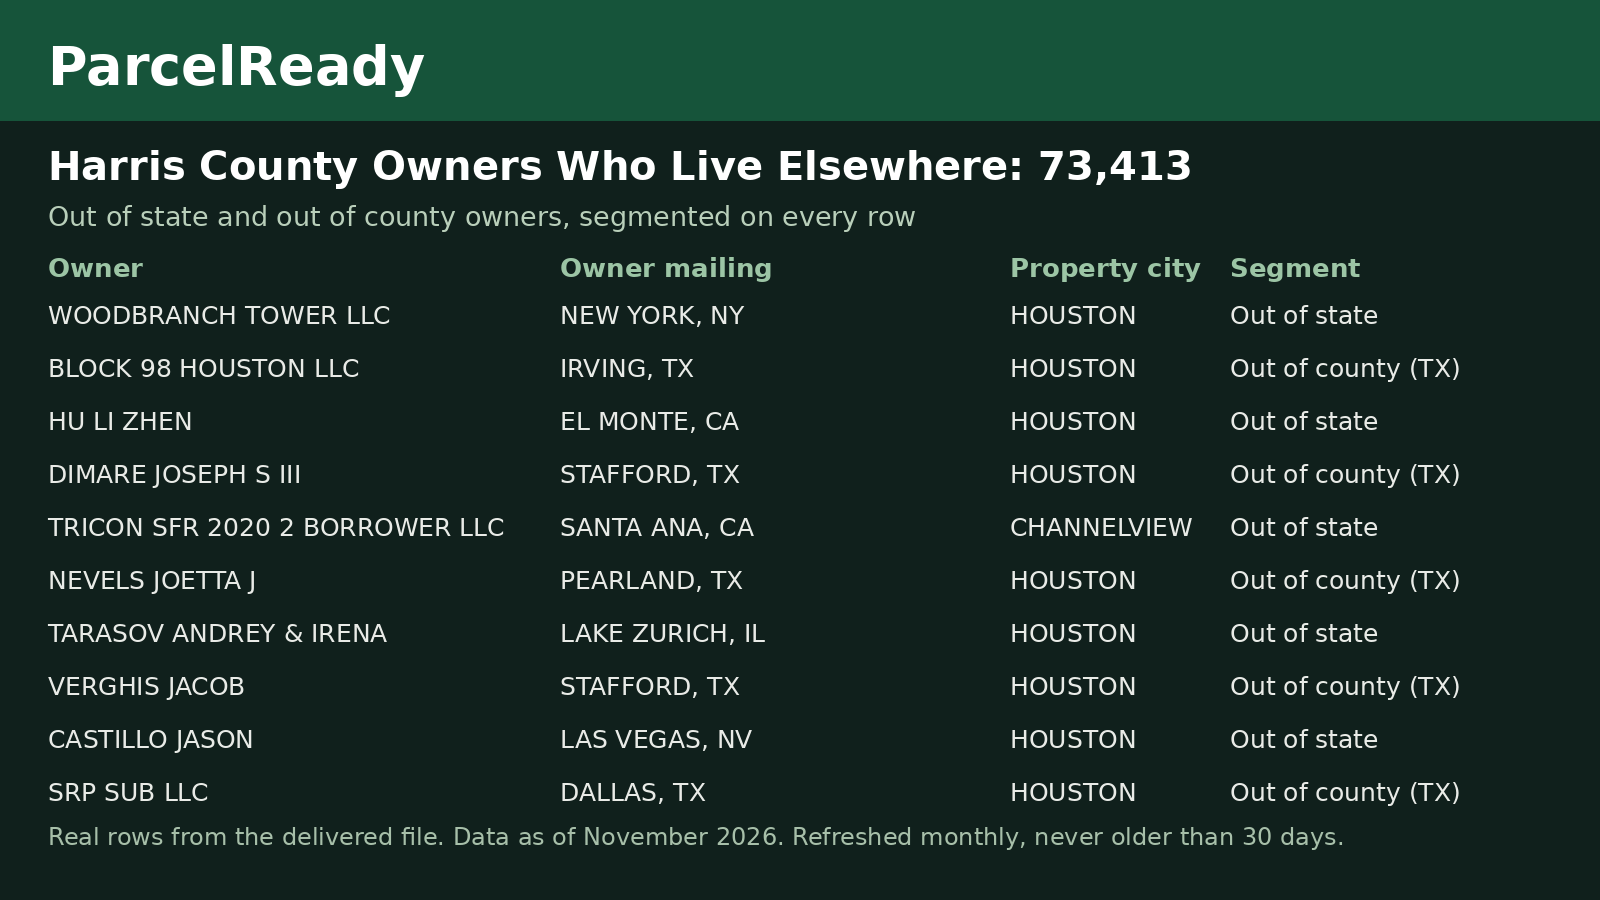 ParcelReady
Harris County Owners Who Live Elsewhere: 73,413
Out of state and out of county owners, segmented on every row
Owner Owner mailing Property city Segment
WOODBRANCH TOWER LLC NEW YORK, NY HOUSTON Out of state
BLOCK 98 HOUSTON LLC IRVING, TX HOUSTON Out of county (TX)
HU LI ZHEN EL MONTE, CA HOUSTON Out of state
DIMARE JOSEPH S III STAFFORD, TX HOUSTON Out of county (TX)
TRICON SFR 2020 2 BORROWER LLC SANTA ANA, CA CHANNELVIEW Out of state
NEVELS JOETTA J PEARLAND, TX HOUSTON Out of county (TX)
TARASOV ANDREY & IRENA LAKE ZURICH, IL HOUSTON Out of state
VERGHIS JACOB STAFFORD, TX HOUSTON Out of county (TX)
CASTILLO JASON LAS VEGAS, NV HOUSTON Out of state
SRP SUB LLC DALLAS, TX HOUSTON Out of county (TX)
Real rows from the delivered file. Data as of November 2026. Refreshed monthly, never older than 30 days.